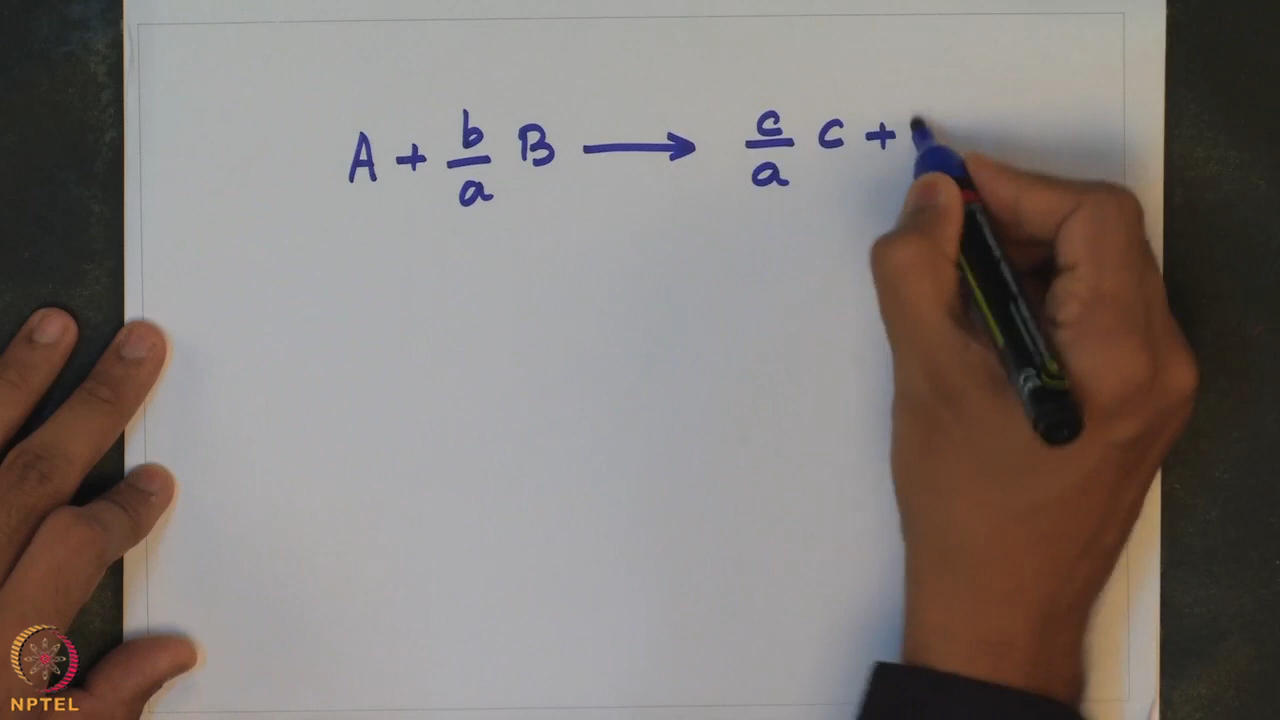 A + b/a B ⟶ c/a C +
NPTEL